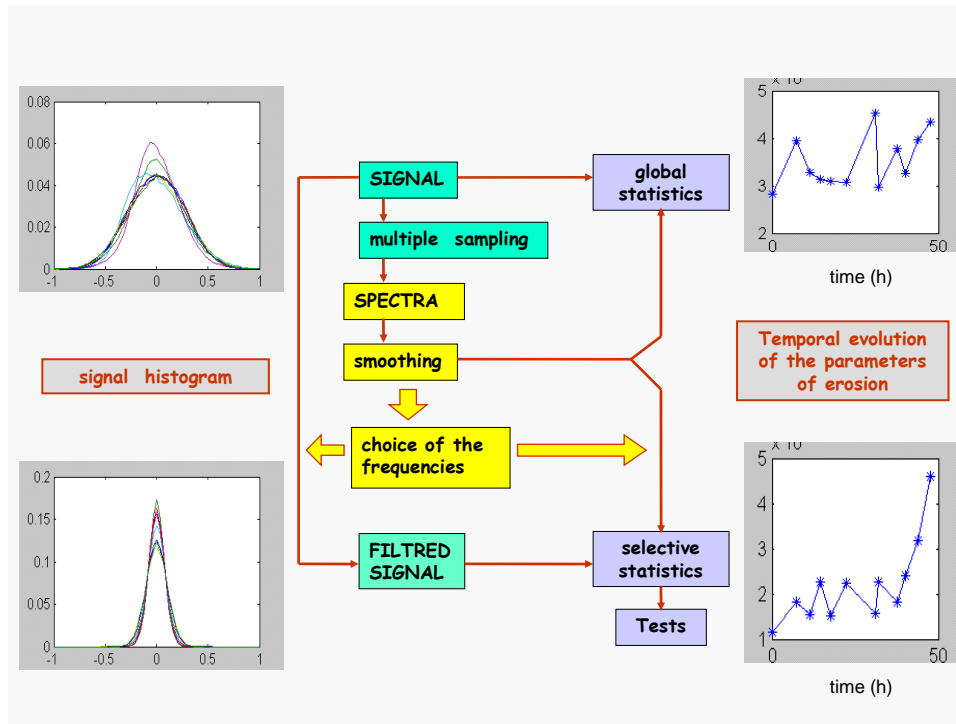 0.08
0.06
0.04
0.02
0
-1
-0.5
0
0.5
1
signal histogram
0.2
0.15
0.1
0.05
0
-1
-0.5
0
0.5
1
SIGNAL
multiple sampling
SPECTRA
smoothing
choice of the
frequencies
FILTRED
SIGNAL
global
statistics
selective
statistics
Tests
5
4
3
2
0
50
time (h)
Temporal evolution
of the parameters
of erosion
5
4
3
2
1
0
50
time (h)